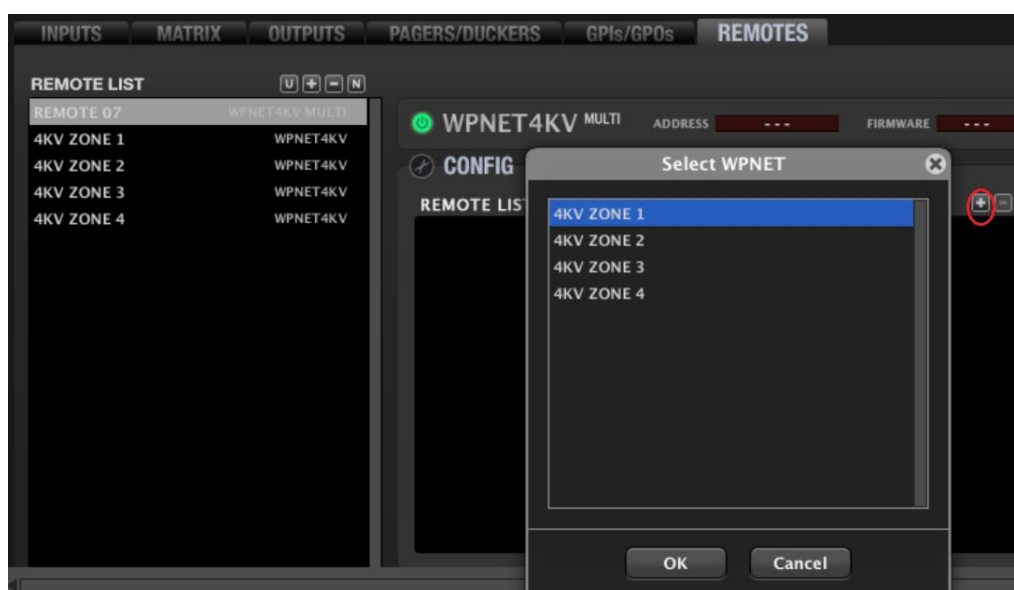 INPUTS MATRIX OUTPUTS PAGERS/DUCKERS GPIs/GPOs REMOTES
REMOTE LIST U + - N
REMOTE 07 WPNET4KV MULTI
4KV ZONE 1 WPNET4KV
4KV ZONE 2 WPNET4KV
4KV ZONE 3 WPNET4KV
4KV ZONE 4 WPNET4KV
WPNET4KV MULTI ADDRESS --- FIRMWARE ---
CONFIG
REMOTE LIS
+ -
Select WPNET
4KV ZONE 1
4KV ZONE 2
4KV ZONE 3
4KV ZONE 4
OK Cancel